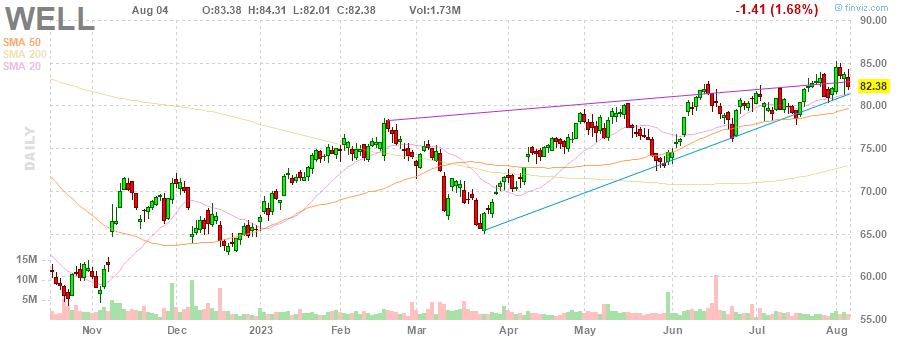 WELL
Aug 04 O:83.38 H:84.31 L:82.01 C:82.38 Vol:1.73M
-1.41 (1.68%)
@ finviz.com
SMA 50
SMA 200
SMA 20
DAILY
90.00
85.00
82.38
80.00
75.00
70.00
65.00
60.00
55.00
15M
10M
5M
Nov Dec 2023 Feb Mar Apr May Jun Jul Aug